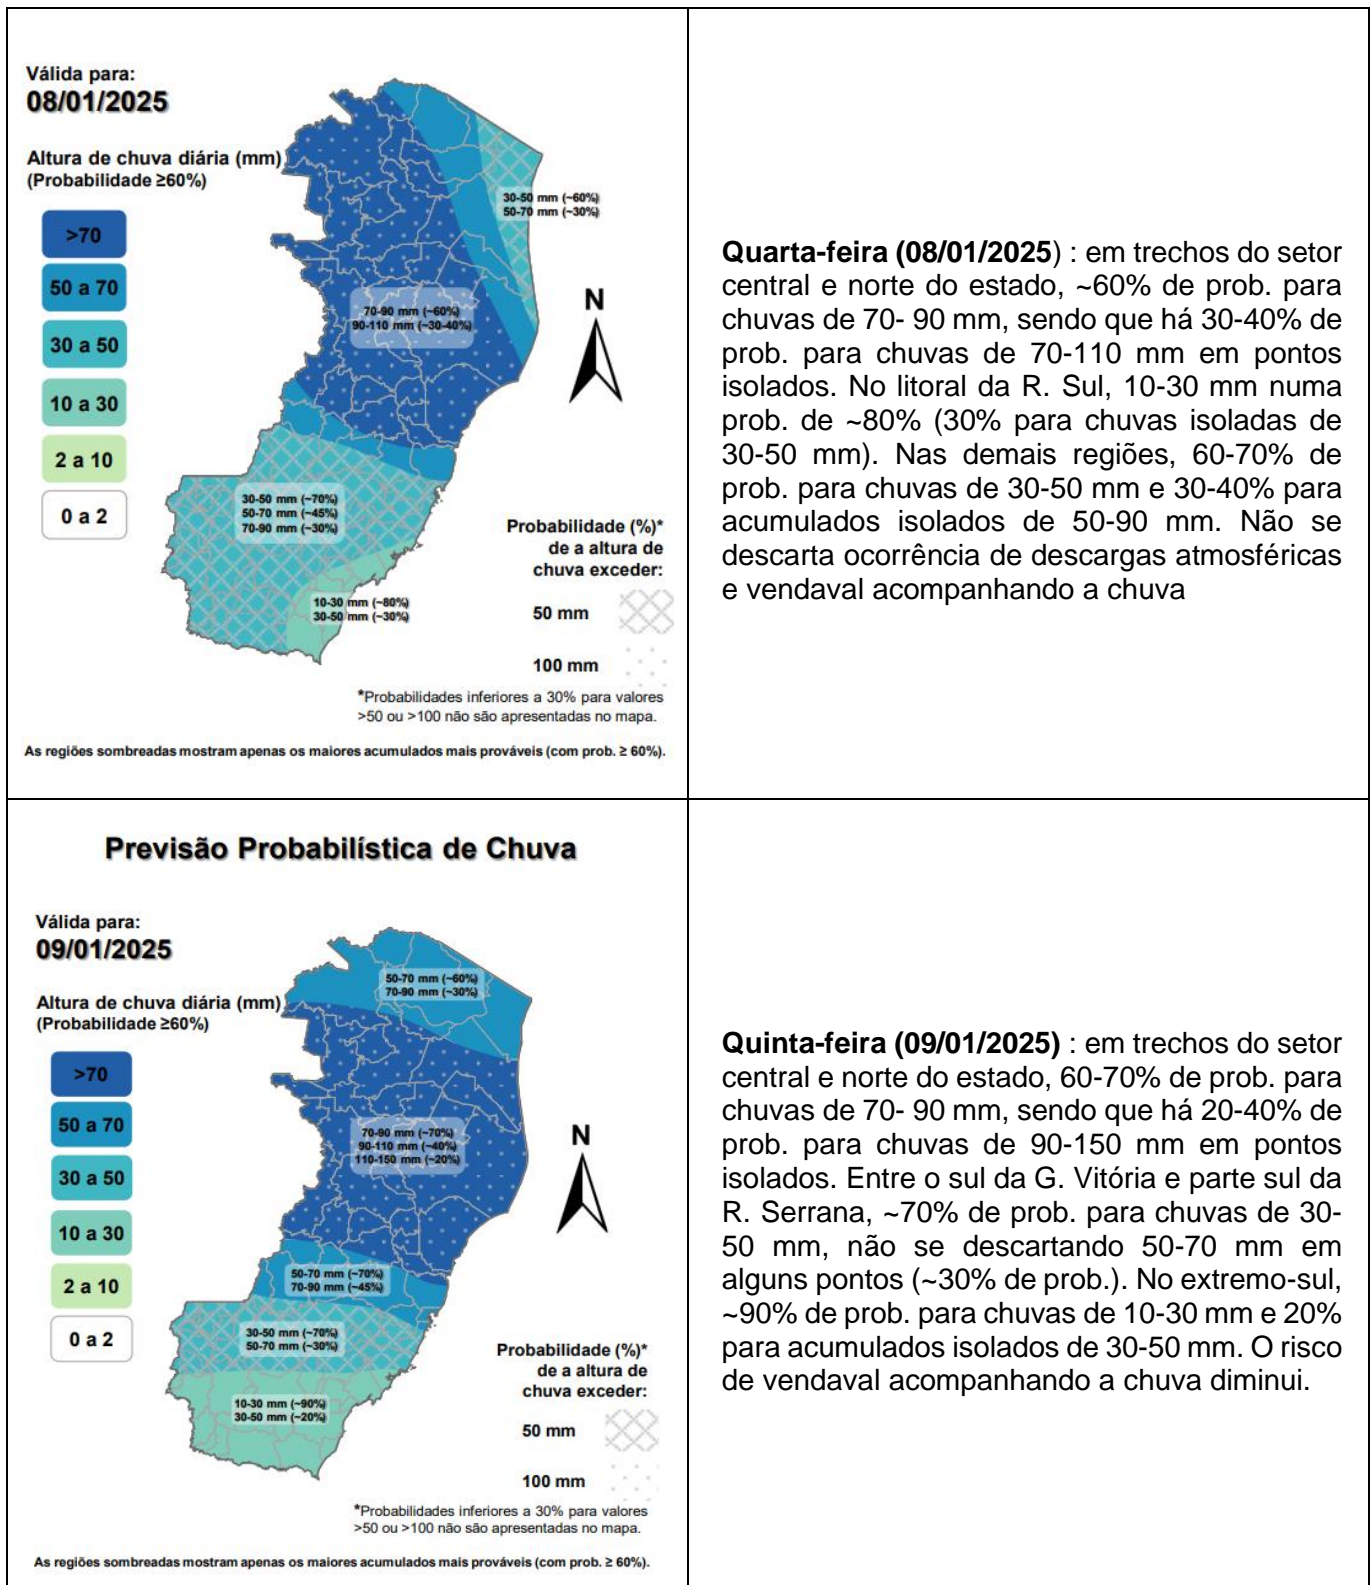 Válida para:
08/01/2025
Altura de chuva diária (mm)
(Probabilidade ≥60%)
>70
50 a 70
30 a 50
10 a 30
2 a 10
0 a 2
30-50 mm (~60%)
50-70 mm (~30%)
70-90 mm (~60%)
90-110 mm (~30-40%)
30-50 mm (~70%)
50-70 mm (~45%)
70-90 mm (~30%)
10-30 mm (~80%)
30-50 mm (~30%)
N
Probabilidade (%)*
de a altura de
chuva exceder:
50 mm
100 mm
*Probabilidades inferiores a 30% para valores
>50 ou >100 não são apresentadas no mapa.
As regiões sombreadas mostram apenas os maiores acumulados mais prováveis (com prob. ≥ 60%).
Quarta-feira (08/01/2025) : em trechos do setor
central e norte do estado, ~60% de prob. para
chuvas de 70- 90 mm, sendo que há 30-40% de
prob. para chuvas de 70-110 mm em pontos
isolados. No litoral da R. Sul, 10-30 mm numa
prob. de ~80% (30% para chuvas isoladas de
30-50 mm). Nas demais regiões, 60-70% de
prob. para chuvas de 30-50 mm e 30-40% para
acumulados isolados de 50-90 mm. Não se
descarta ocorrência de descargas atmosféricas
e vendaval acompanhando a chuva
Previsão Probabilística de Chuva
Válida para:
09/01/2025
Altura de chuva diária (mm)
(Probabilidade ≥60%)
>70
50 a 70
30 a 50
10 a 30
2 a 10
0 a 2
50-70 mm (~60%)
70-90 mm (~30%)
70-90 mm (~70%)
90-110 mm (~40%)
110-150 mm (~20%)
50-70 mm (~70%)
70-90 mm (~45%)
30-50 mm (~70%)
50-70 mm (~30%)
10-30 mm (~90%)
30-50 mm (~20%)
N
Probabilidade (%)*
de a altura de
chuva exceder:
50 mm
100 mm
*Probabilidades inferiores a 30% para valores
>50 ou >100 não são apresentadas no mapa.
As regiões sombreadas mostram apenas os maiores acumulados mais prováveis (com prob. ≥ 60%).
Quinta-feira (09/01/2025) : em trechos do setor
central e norte do estado, 60-70% de prob. para
chuvas de 70- 90 mm, sendo que há 20-40% de
prob. para chuvas de 90-150 mm em pontos
isolados. Entre o sul da G. Vitória e parte sul da
R. Serrana, ~70% de prob. para chuvas de 30-
50 mm, não se descartando 50-70 mm em
alguns pontos (~30% de prob.). No extremo-sul,
~90% de prob. para chuvas de 10-30 mm e 20%
para acumulados isolados de 30-50 mm. O risco
de vendaval acompanhando a chuva diminui.